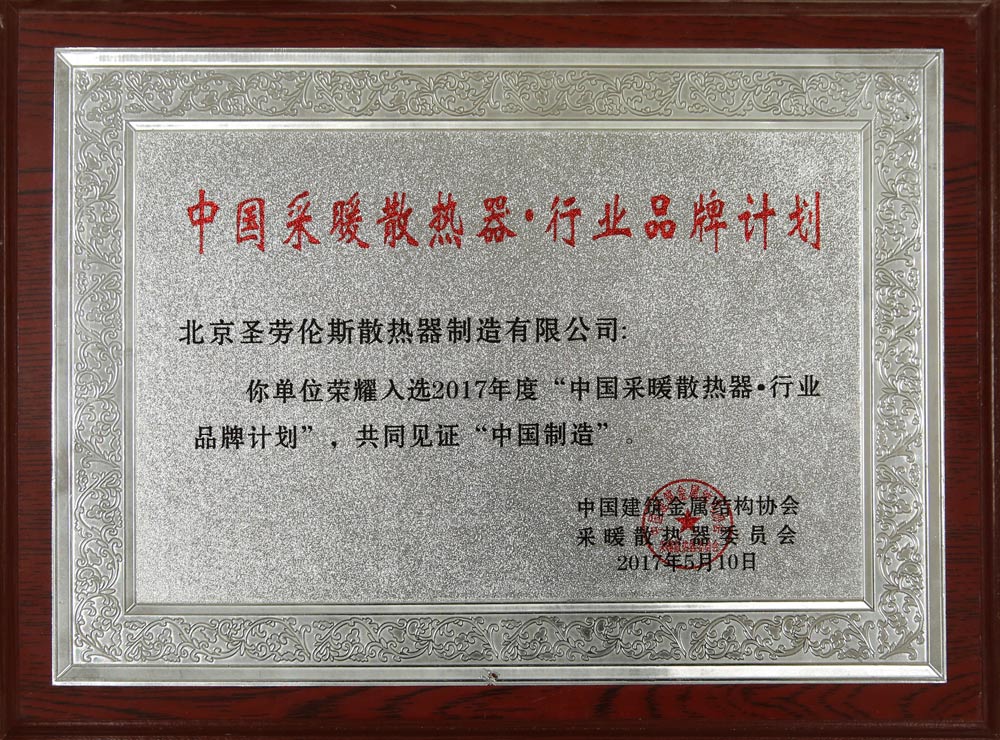 中国采暖散热器·行业品牌计划
北京圣劳伦斯散热器制造有限公司:
你单位荣耀入选2017年度“中国采暖散热器·行业
品牌计划”，共同见证“中国制造”。
中国建筑金属结构协会
采暖散热器委员会
2017年5月10日